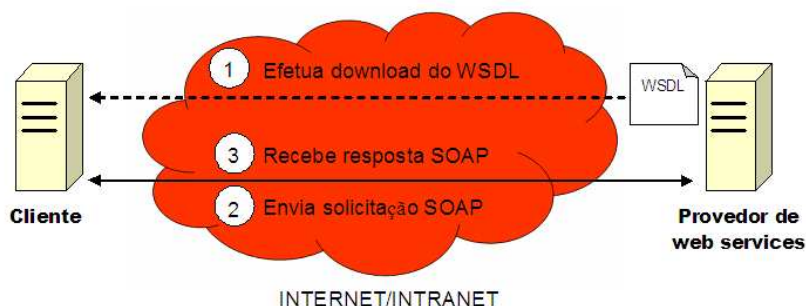 1 Efetua download do WSDL
WSDL
3 Recebe resposta SOAP
2 Envia solicitação SOAP
Cliente
Provedor de
web services
INTERNET/INTRANET